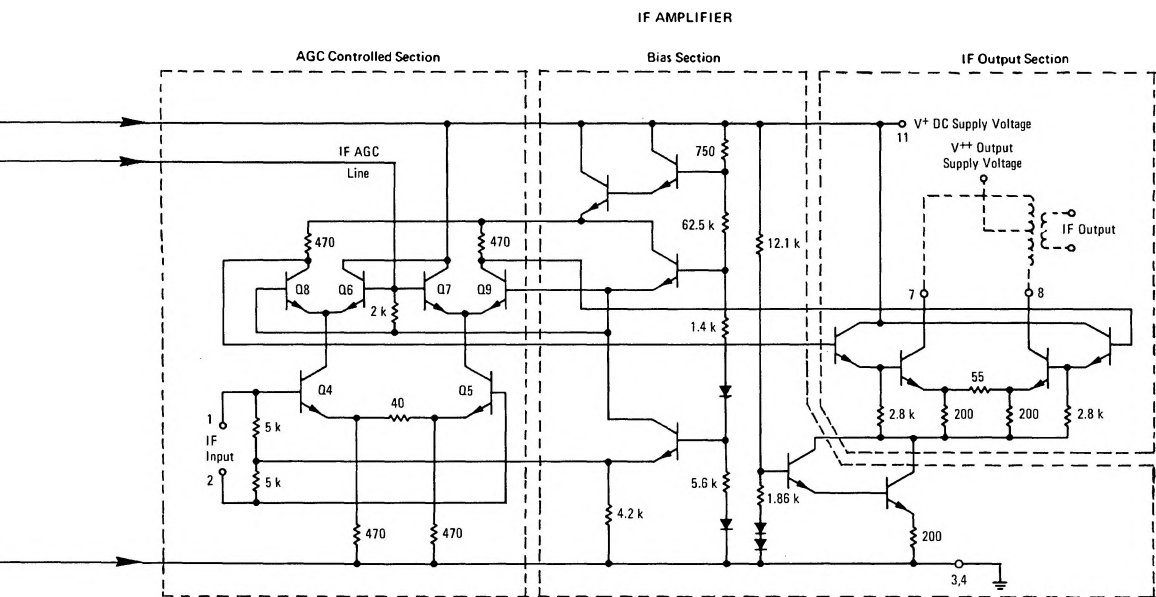 IF AMPLIFIER
AGC Controlled Section
Bias Section
IF Output Section
V+ DC Supply Voltage
11
V++ Output
Supply Voltage
IF AGC
Line
750
62.5 k
12.1 k
IF Output
470
470
Q8
Q6
Q7
Q9
2 k
7
8
1.4 k
Q4
Q5
40
55
1
IF
Input
2
5 k
5 k
2.8 k
200
200
2.8 k
5.6 k
1.86 k
4.2 k
470
470
200
3,4